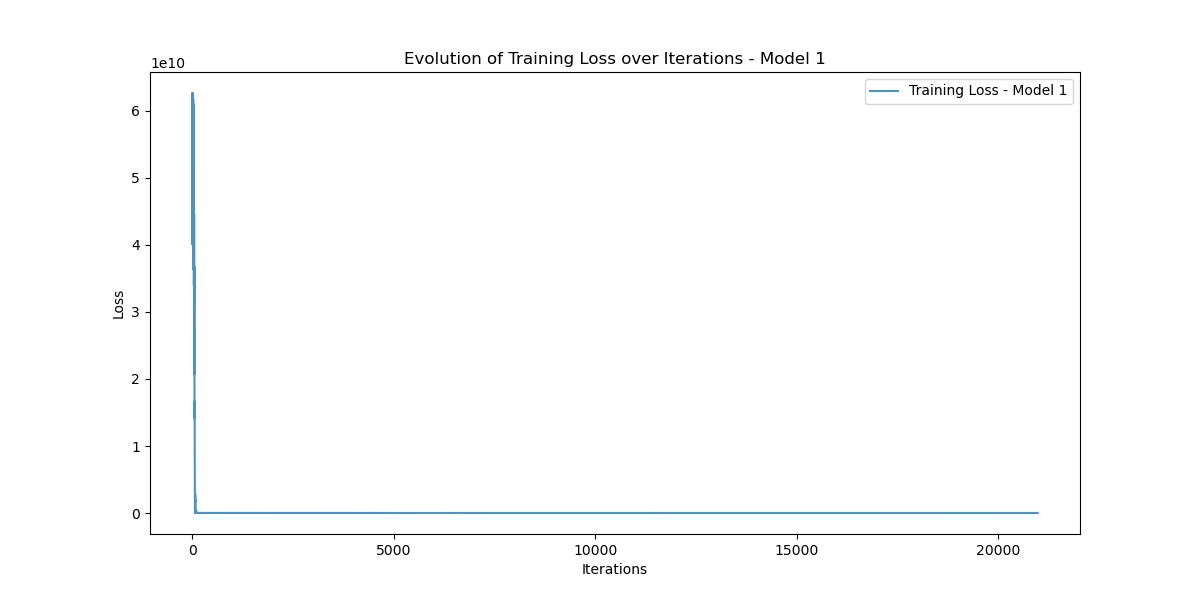 Evolution of Training Loss over Iterations - Model 1
1e10
Training Loss - Model 1
6
5
4
3
2
1
0
Loss
0 5000 10000 15000 20000
Iterations